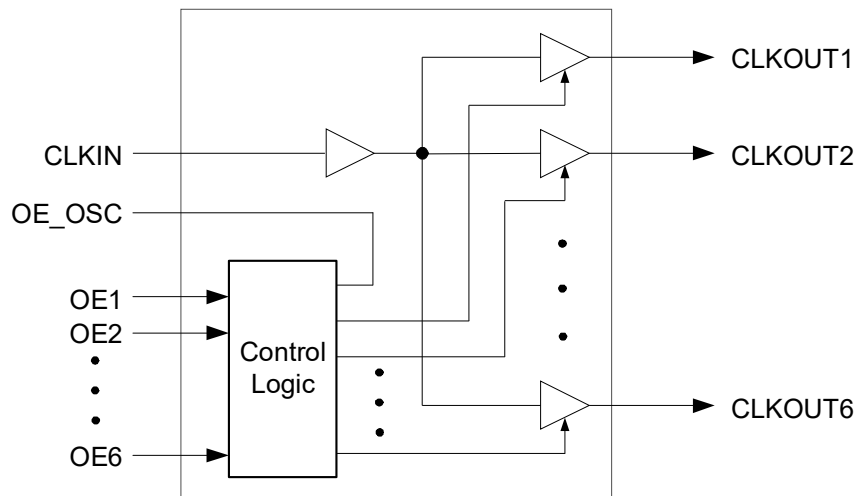 CLKOUT1
CLKIN
CLKOUT2
OE_OSC
OE1
OE2
Control
Logic
CLKOUT6
OE6